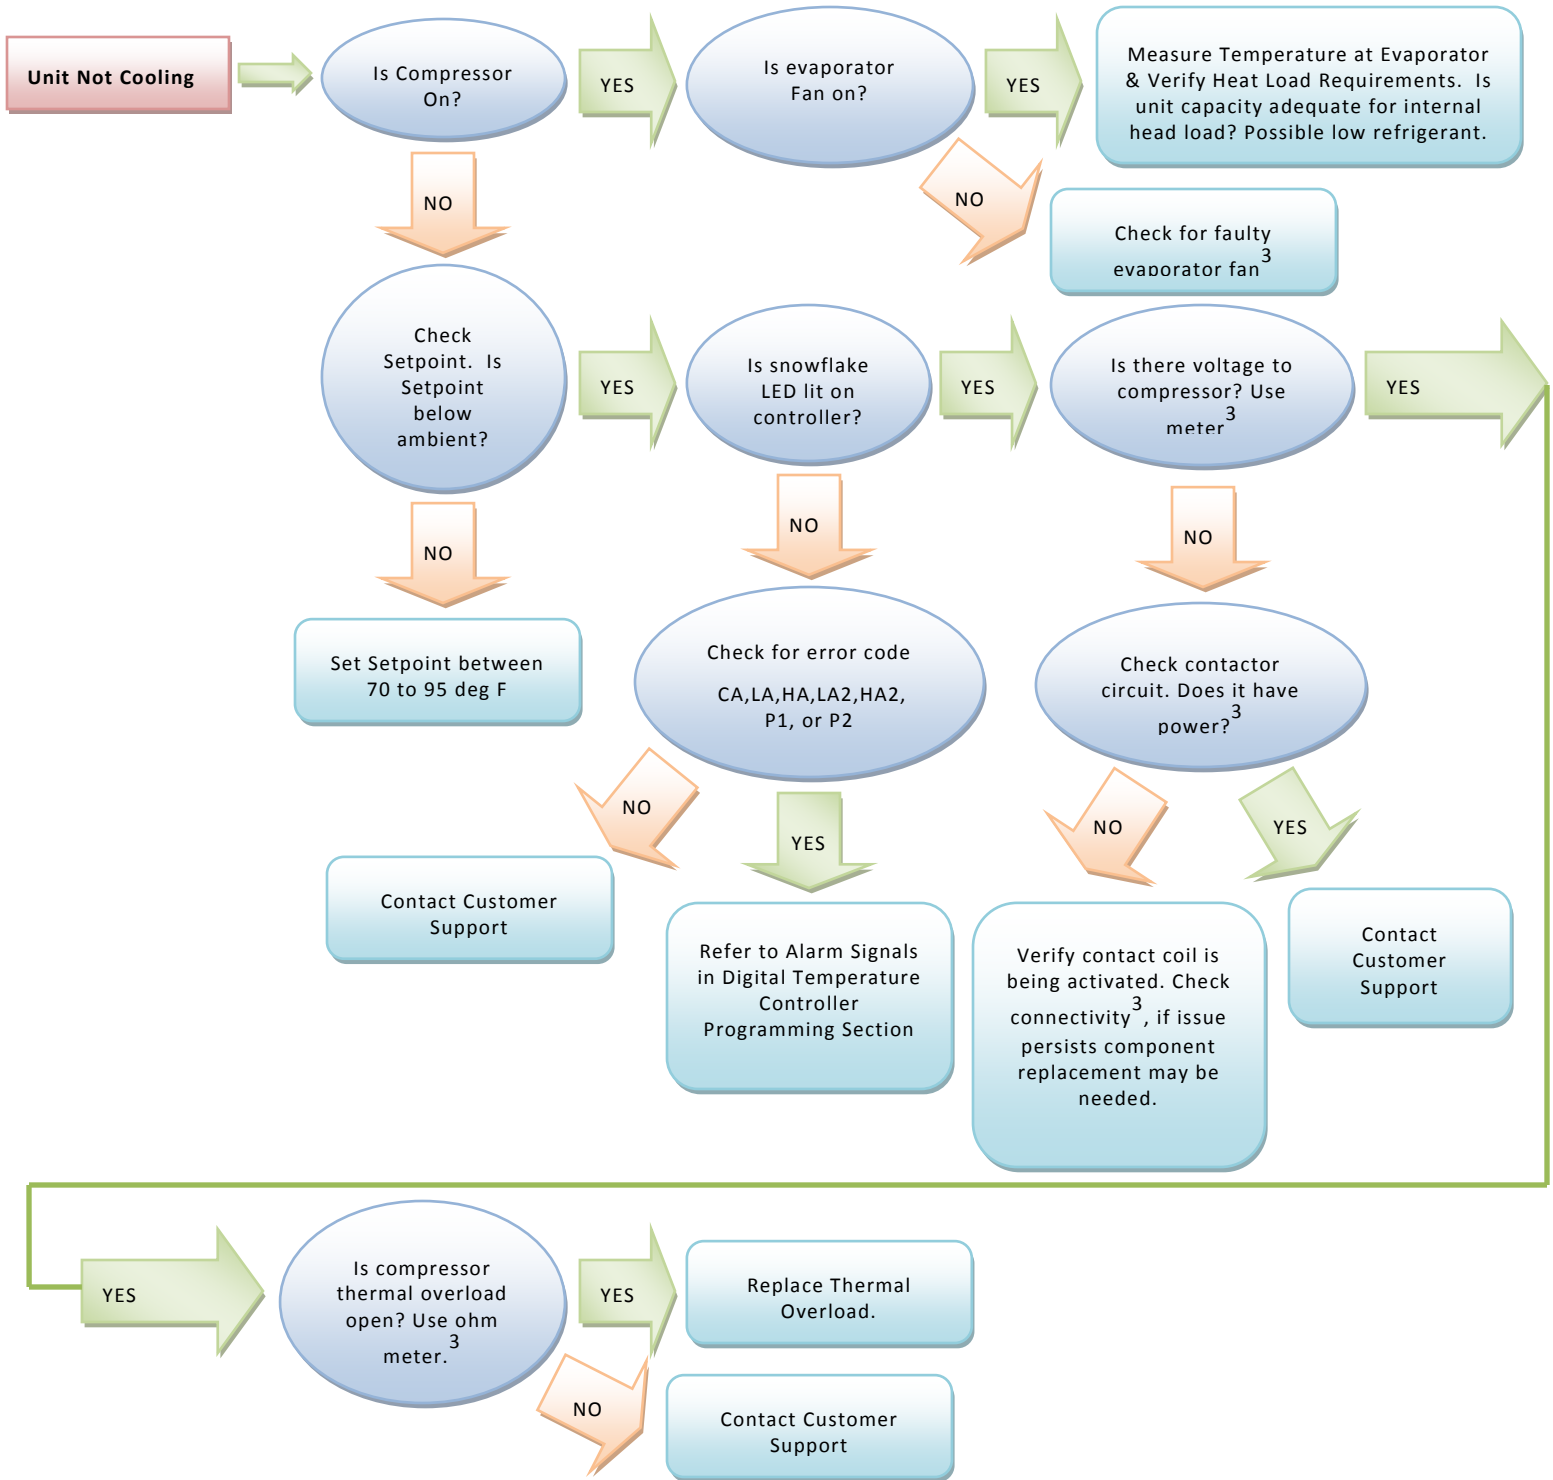 Unit Not Cooling
Is Compressor
On?
YES
Is evaporator
Fan on?
YES
Measure Temperature at Evaporator
& Verify Heat Load Requirements. Is
unit capacity adequate for internal
head load? Possible low refrigerant.
NO
NO
Check for faulty
evaporator fan3
Check
Setpoint. Is
Setpoint
below
ambient?
YES
Is snowflake
LED lit on
controller?
YES
Is there voltage to
compressor? Use
meter3
YES
NO
NO
NO
Set Setpoint between
70 to 95 deg F
Check for error code
CA,LA,HA,LA2,HA2,
P1, or P2
Check contactor
circuit. Does it have
power?3
NO
YES
NO
YES
Contact Customer
Support
Refer to Alarm Signals
in Digital Temperature
Controller
Programming Section
Verify contact coil is
being activated. Check
connectivity3, if issue
persists component
replacement may be
needed.
Contact
Customer
Support
YES
Is compressor
thermal overload
open? Use ohm
meter.3
YES
Replace Thermal
Overload.
NO
Contact Customer
Support